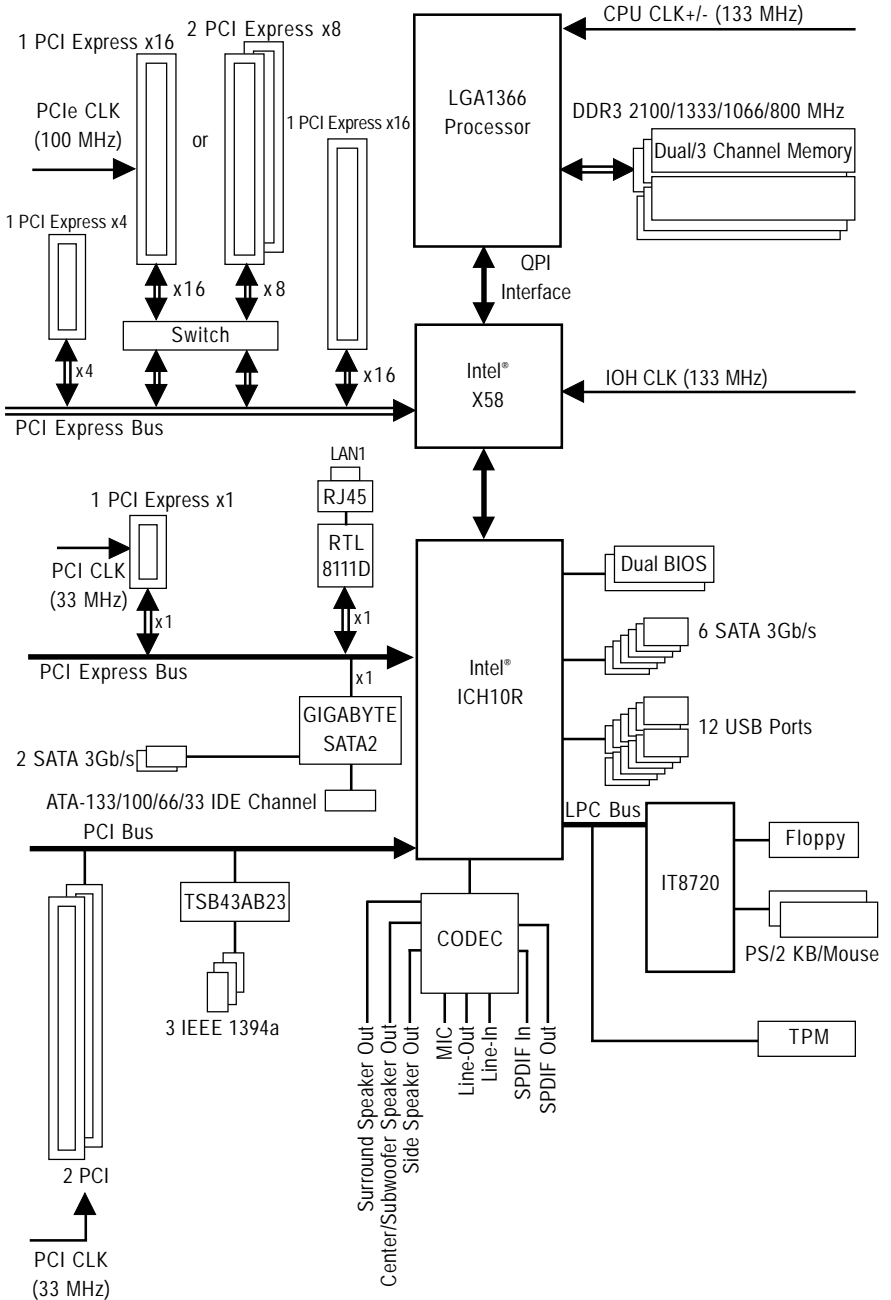 CPU CLK+/- (133 MHz)
1 PCI Express x16
2 PCI Express x8
PCIe CLK
(100 MHz)
or
1 PCI Express x16
LGA1366
Processor
DDR3 2100/1333/1066/800 MHz
Dual/3 Channel Memory
1 PCI Express x4
x16
x8
QPI
Interface
Switch
x4
x16
Intel®
X58
IOH CLK (133 MHz)
PCI Express Bus
LAN1
RJ45
1 PCI Express x1
RTL
8111D
PCI CLK
(33 MHz)
x1
x1
Dual BIOS
6 SATA 3Gb/s
PCI Express Bus
x1
Intel®
ICH10R
GIGABYTE
SATA2
2 SATA 3Gb/s
12 USB Ports
ATA-133/100/66/33 IDE Channel
PCI Bus
LPC Bus
IT8720
Floppy
PS/2 KB/Mouse
TSB43AB23
3 IEEE 1394a
CODEC
TPM
Surround Speaker Out
Center/Subwoofer Speaker Out
Side Speaker Out
MIC
Line-Out
Line-In
SPDIF In
SPDIF Out
2 PCI
PCI CLK
(33 MHz)